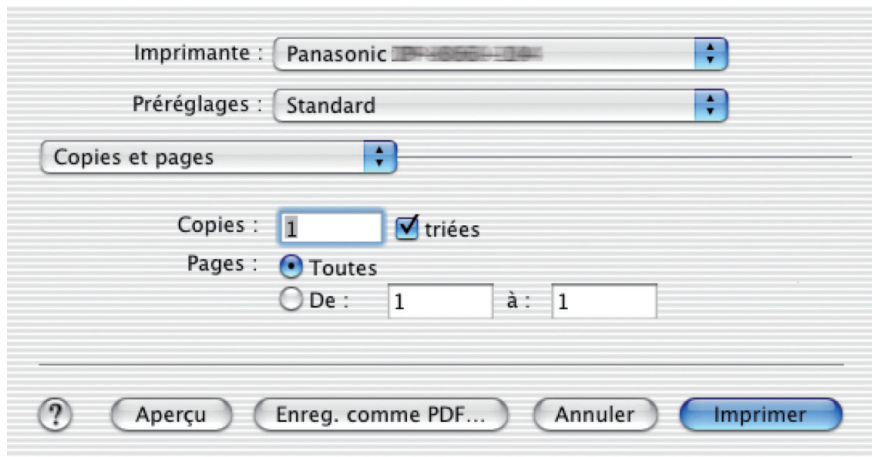 Imprimante : Panasonic
Préréglages : Standard
Copies et pages
Copies : 1 triées
Pages : Toutes
De : 1 à : 1
? Aperçu Enreg. comme PDF... Annuler Imprimer